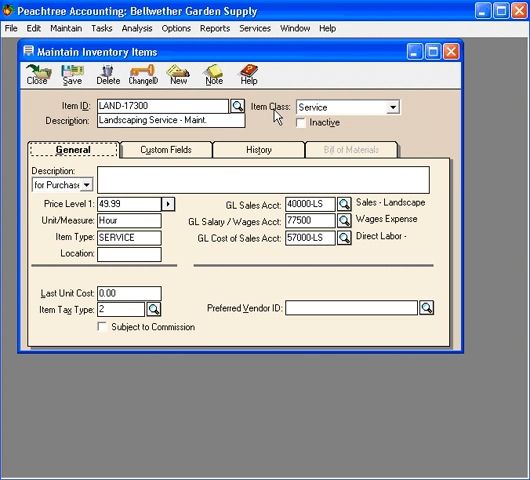 Peachtree Accounting: Bellwether Garden Supply
File Edit Maintain Tasks Analysis Options Reports Services Window Help
Maintain Inventory Items
Close Save Delete ChangeID New Note Help
Item ID: LAND-17300 Item Class: Service
Description: Landscaping Service - Maint. Inactive
General Custom Fields History Bill of Materials
Description:
for Purchase
Price Level 1: 49.99 GL Sales Acct: 40000-LS Sales - Landscape
Unit/Measure: Hour GL Salary / Wages Acct: 77500 Wages Expense
Item Type: SERVICE GL Cost of Sales Acct: 57000-LS Direct Labor -
Location:
Last Unit Cost: 0.00
Item Tax Type: 2 Preferred Vendor ID:
Subject to Commission